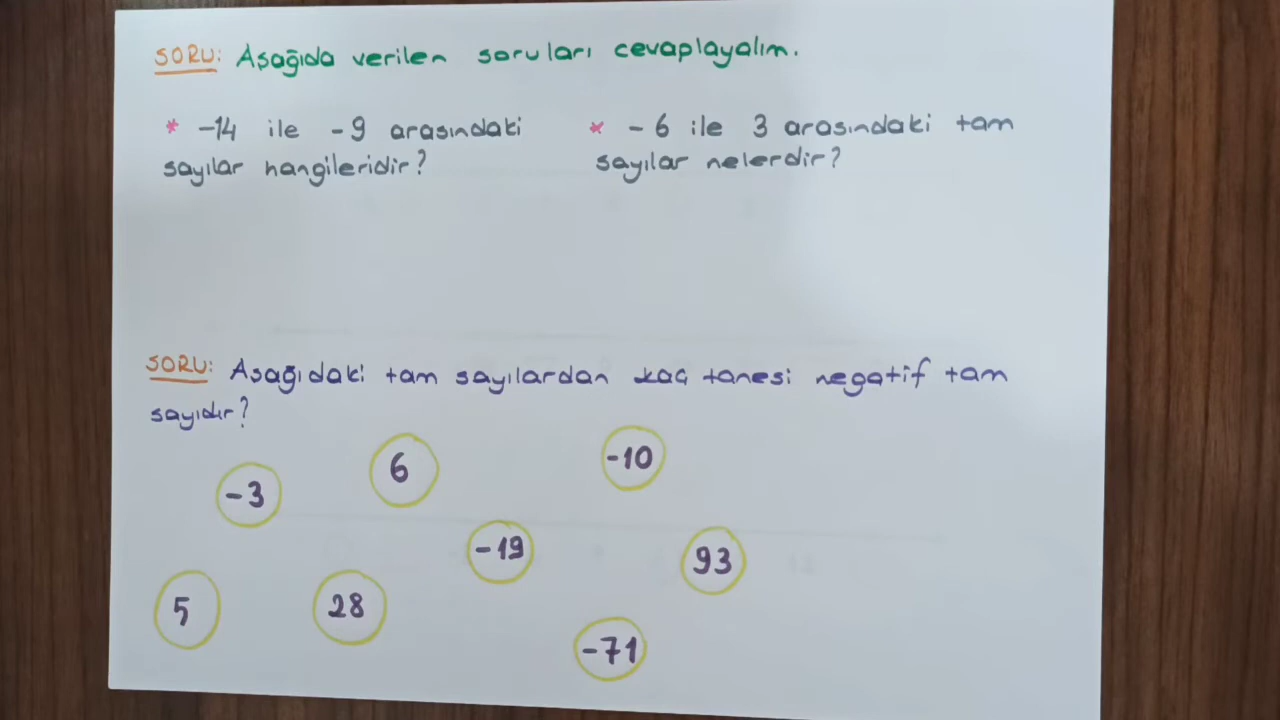 SORU: Aşağıda verilen soruları cevaplayalım.
* -14 ile -9 arasındaki
sayılar hangileridir?
* -6 ile 3 arasındaki tam
sayılar nelerdir?
SORU: Aşağıdaki tam sayılardan kaç tanesi negatif tam
sayıdır?
-3
6
-10
-19
93
5
28
-71